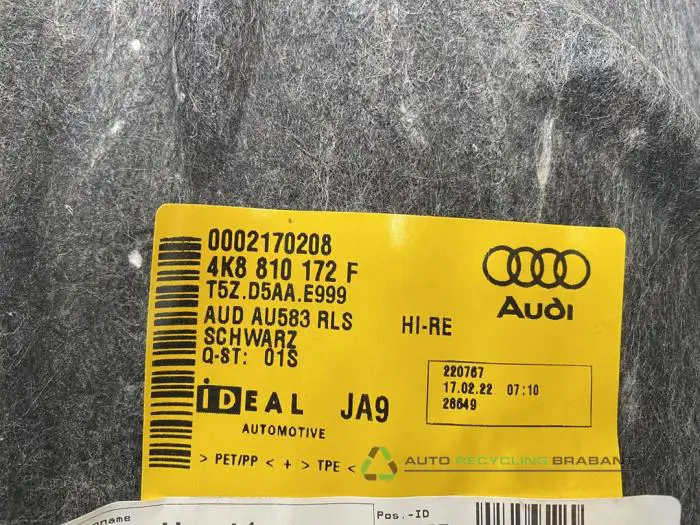 0002170208
4K8 810 172 F
T5Z.D5AA.E999
AUD AU583 RLS
HI-RE
SCHWARZ
Q-ST: 01S
Audi
220767
17.02.22 07:10
28649
IDEAL JA9
AUTOMOTIVE
> PET/PP < + > TPE <
AUTO RECYCLING BRABAN
Pos.-ID